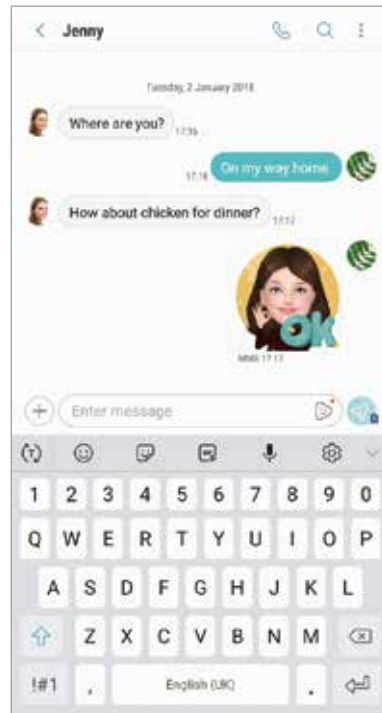 Jenny
Tuesday, 2 January 2018
Where are you?
17:16
17:16
On my way home
How about chicken for dinner?
17:17
OK
MMS 17:17
Enter message
1 2 3 4 5 6 7 8 9 0
Q W E R T Y U I O P
A S D F G H J K L
Z X C V B N M
!#1 , English (UK) .